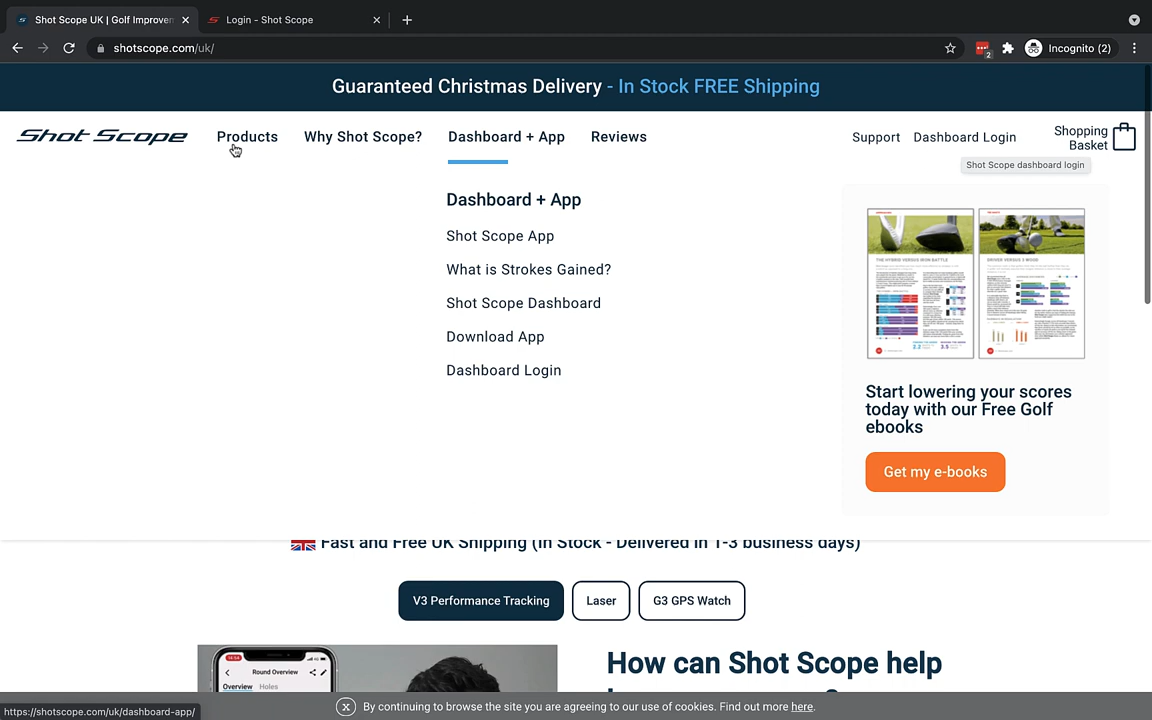 Shot Scope UK | Golf Improven
Login - Shot Scope
shotscope.com/uk/
2
Incognito (2)
Guaranteed Christmas Delivery - In Stock FREE Shipping
Shot Scope
Products
Why Shot Scope?
Dashboard + App
Reviews
Support
Dashboard Login
Shopping
Basket
Shot Scope dashboard login
Dashboard + App
Shot Scope App
What is Strokes Gained?
Shot Scope Dashboard
Download App
Dashboard Login
THE HYBRID VERSUS IRON BATTLE
DRIVER VERSUS 3 WOOD
Start lowering your scores
today with our Free Golf
ebooks
Get my e-books
Fast and Free UK Shipping (In Stock - Delivered in 1-3 business days)
V3 Performance Tracking
Laser
G3 GPS Watch
Round Overview
Overview
Holes
How can Shot Scope help
By continuing to browse the site you are agreeing to our use of cookies. Find out more here.
https://shotscope.com/uk/dashboard-app/